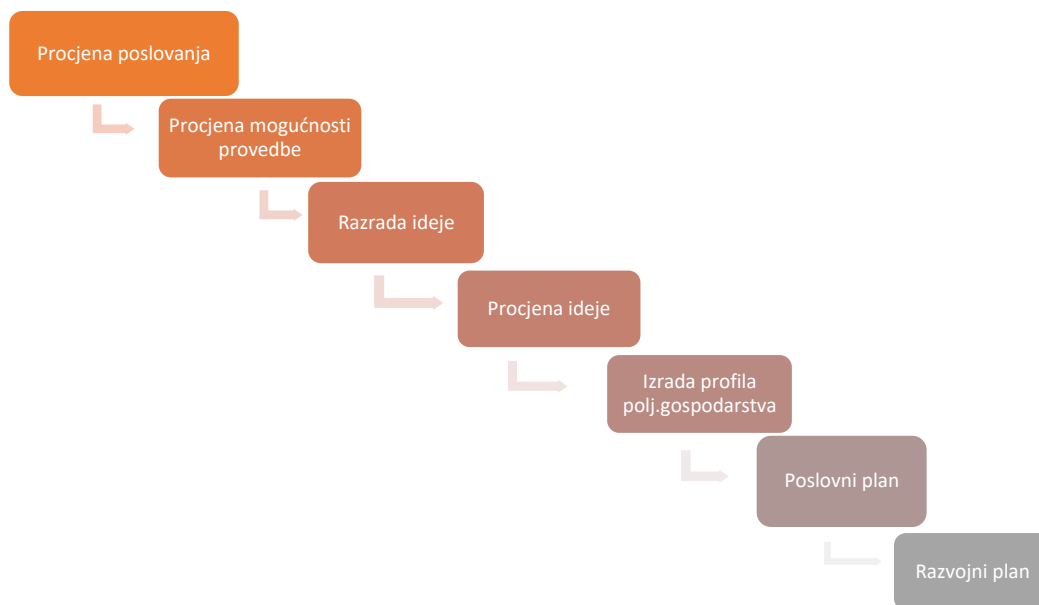 Procjena poslovanja
Procjena mogućnosti
provedbe
Razrada ideje
Procjena ideje
Izrada profila
polj.gospodarstva
Poslovni plan
Razvojni plan